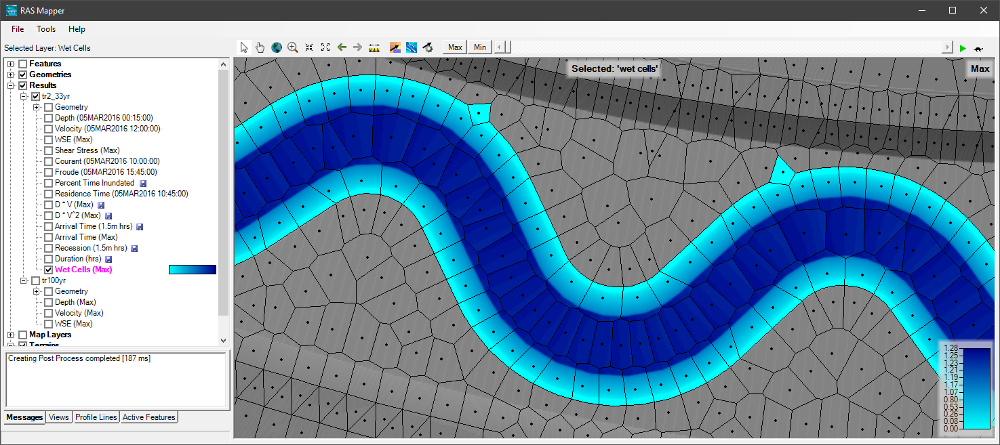 RAS Mapper
File Tools Help
Selected Layer: Wet Cells
Max Min
Features
Geometries
Results
tr2_33yr
Geometry
Depth (05MAR2016 00:15:00)
Velocity (05MAR2016 12:00:00)
WSE (Max)
Shear Stress (Max)
Courant (05MAR2016 10:00:00)
Froude (05MAR2016 15:45:00)
Percent Time Inundated
Residence Time (05MAR2016 10:45:00)
D * V (Max)
D * V^2 (Max)
Arrival Time (1.5m hrs)
Arrival Time (Max)
Recession (1.5m hrs)
Duration (hrs)
Wet Cells (Max)
tr100yr
Geometry
Depth (Max)
Velocity (Max)
WSE (Max)
Map Layers
Terrains
Creating Post Process completed [187 ms]
Messages Views Profile Lines Active Features
Selected: 'wet cells'
Max
1.28
1.25
1.23
1.21
1.19
1.17
1.07
0.80
0.53
0.26
0.08
0.00